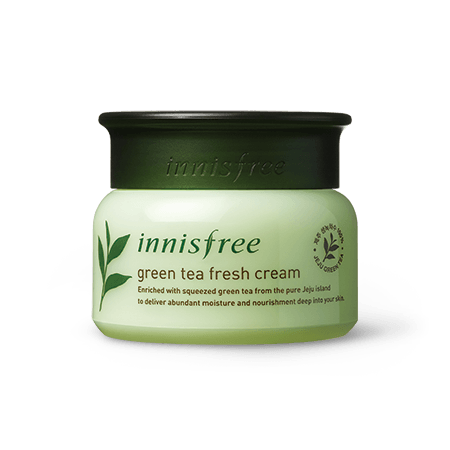 innisfree
innisfree
green tea fresh cream
Enriched with squeezed green tea from the pure Jeju island
to deliver abundant moisture and nourishment deep into your skin.
100%
JEJU GREEN TEA